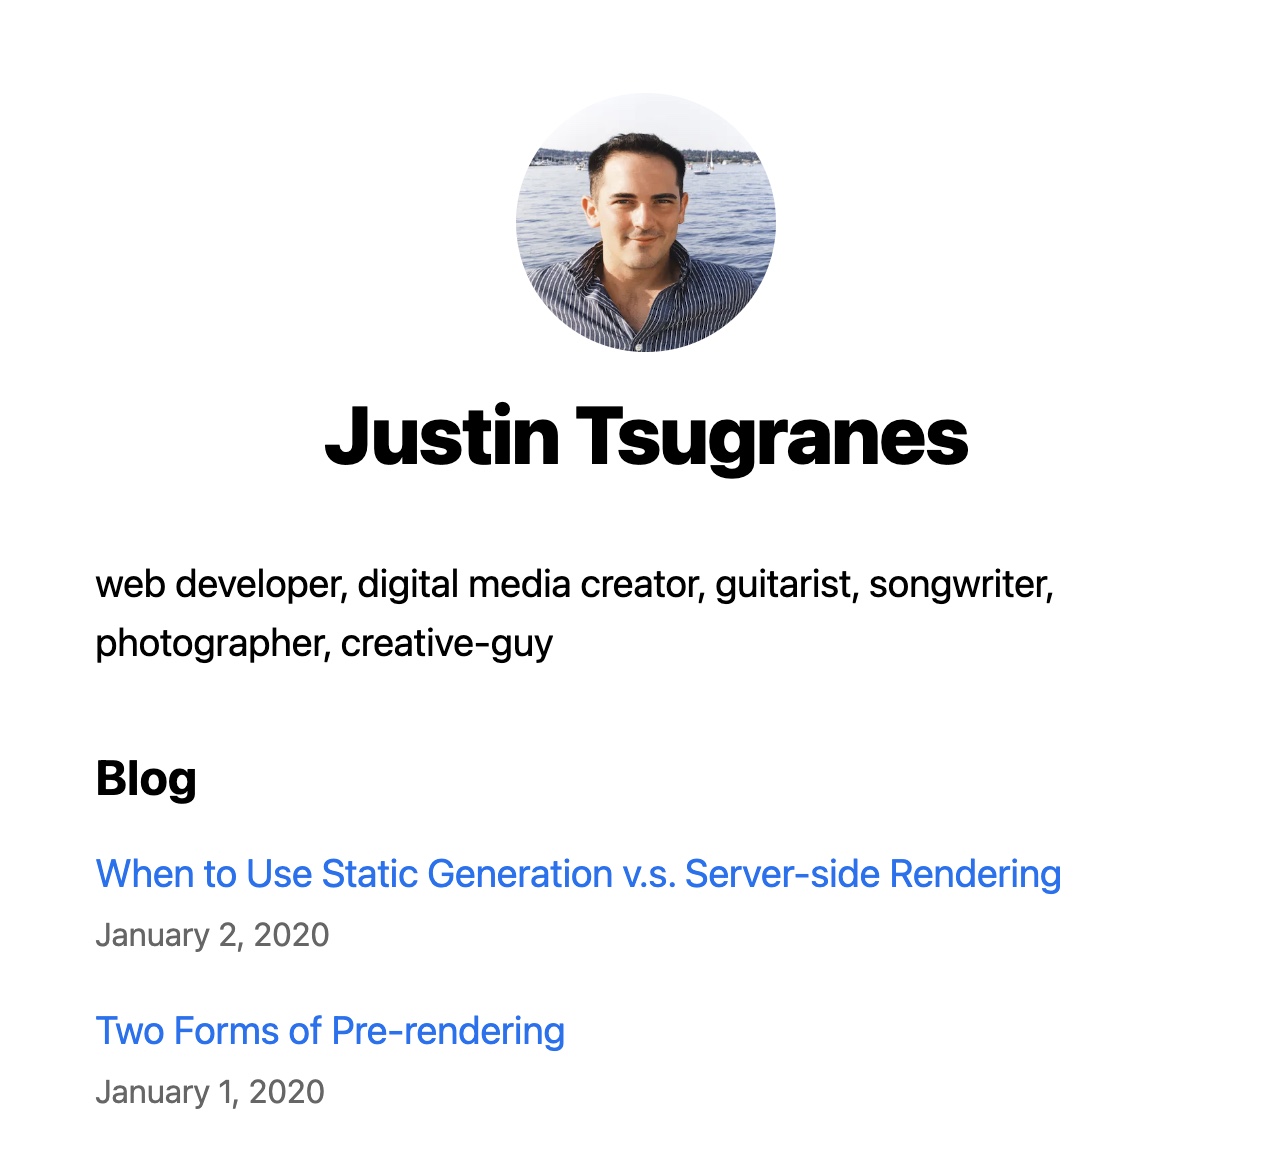 Justin Tsugranes
web developer, digital media creator, guitarist, songwriter,
photographer, creative-guy
Blog
When to Use Static Generation v.s. Server-side Rendering
January 2, 2020
Two Forms of Pre-rendering
January 1, 2020